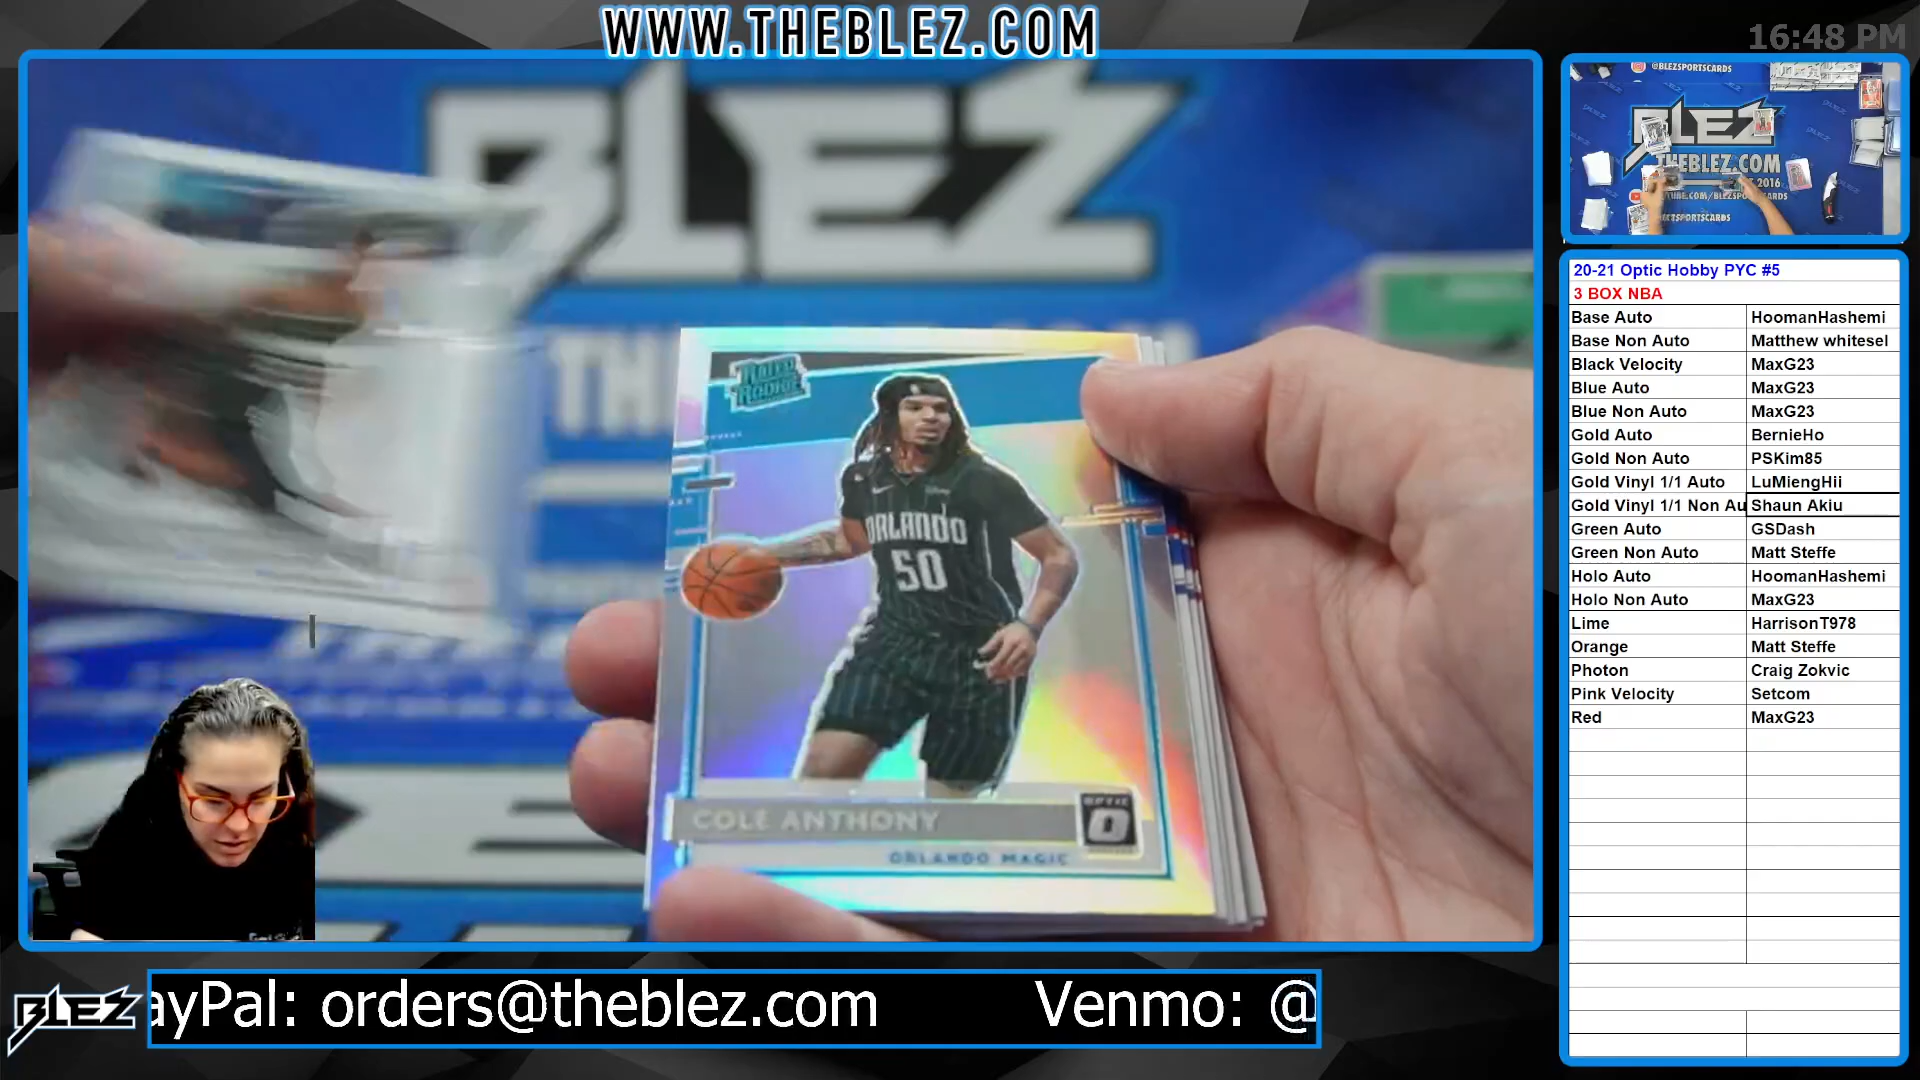 WWW.THEBLEZ.COM
16:48 PM
BLEZ
RATED
ROOKIE
ORLANDO
50
COLE ANTHONY
OPTIC
ORLANDO MAGIC
@BLEZSPORTSCARDS
BLEZ
THEBLEZ.COM
2016
20-21 Optic Hobby PYC #5
3 BOX NBA
Base Auto HoomanHashemi
Base Non Auto Matthew whitesel
Black Velocity MaxG23
Blue Auto MaxG23
Blue Non Auto MaxG23
Gold Auto BernieHo
Gold Non Auto PSKim85
Gold Vinyl 1/1 Auto LuMiengHii
Gold Vinyl 1/1 Non Au Shaun Akiu
Green Auto GSDash
Green Non Auto Matt Steffe
Holo Auto HoomanHashemi
Holo Non Auto MaxG23
Lime HarrisonT978
Orange Matt Steffe
Photon Craig Zokvic
Pink Velocity Setcom
Red MaxG23
BLEZ
ayPal: orders@theblez.com Venmo: @